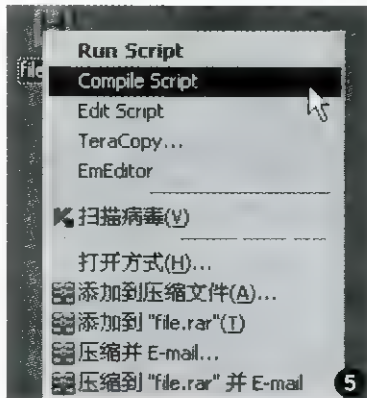 file
Run Script
Compile Script
Edit Script
TeraCopy...
EmEditor
扫描病毒(V)
打开方式(H)...
添加到压缩文件(A)...
添加到 "file.rar"(T)
压缩并 E-mail...
压缩到 "file.rar" 并 E-mail
5